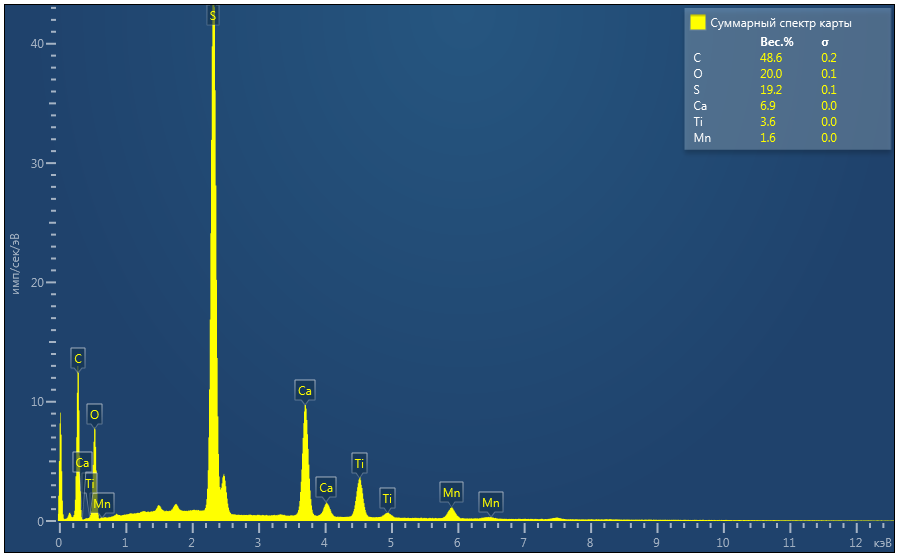 S
Суммарный спектр карты
Вес.% σ
C 48.6 0.2
O 20.0 0.1
S 19.2 0.1
Ca 6.9 0.0
Ti 3.6 0.0
Mn 1.6 0.0
40
30
20
10
0
имп/сек/эВ
C
O
Ca
Ti
Mn
Ca
Ca
Ti
Ti
Mn
Mn
0 1 2 3 4 5 6 7 8 9 10 11 12 кэВ